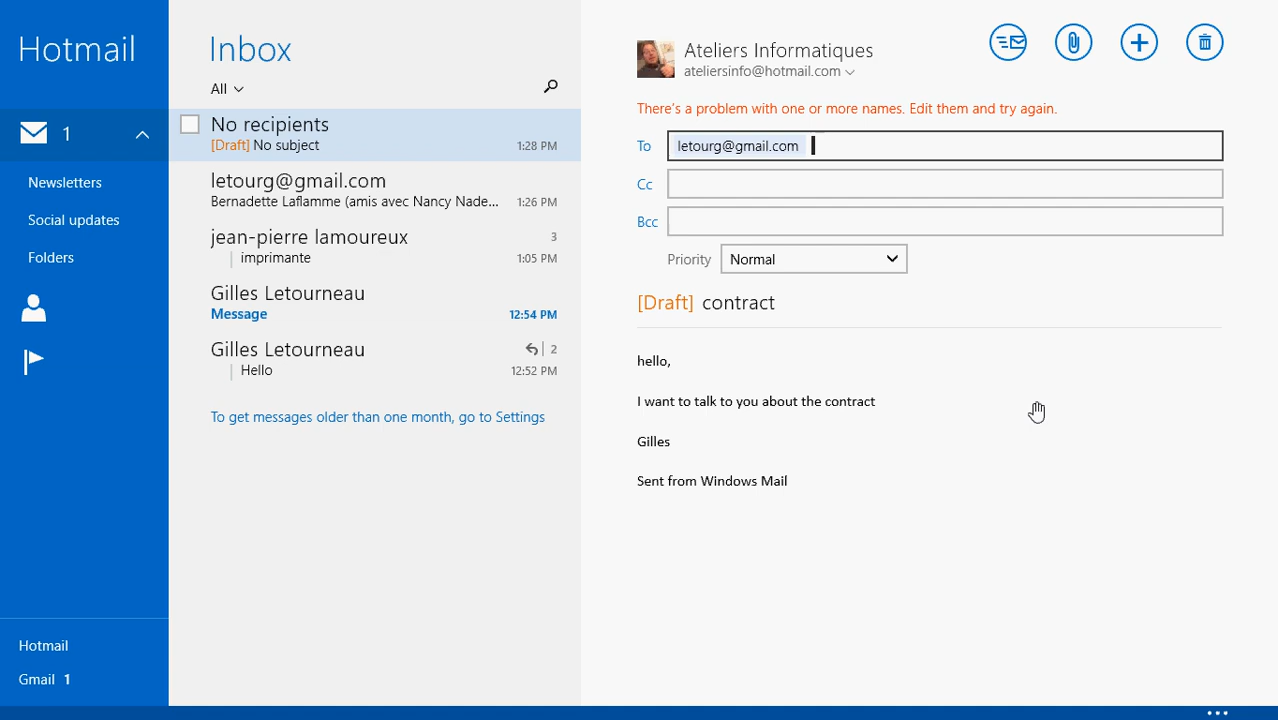 Hotmail
1
Newsletters
Social updates
Folders
Hotmail
Gmail 1
Inbox
All
No recipients
[Draft] No subject 1:28 PM
letourg@gmail.com
Bernadette Laflamme (amis avec Nancy Nade... 1:26 PM
jean-pierre lamoureux 3
imprimante 1:05 PM
Gilles Letourneau
Message 12:54 PM
Gilles Letourneau 2
Hello 12:52 PM
To get messages older than one month, go to Settings
Ateliers Informatiques
ateliersinfo@hotmail.com
There's a problem with one or more names. Edit them and try again.
To letourg@gmail.com
Cc
Bcc
Priority Normal
[Draft] contract
hello,
I want to talk to you about the contract
Gilles
Sent from Windows Mail